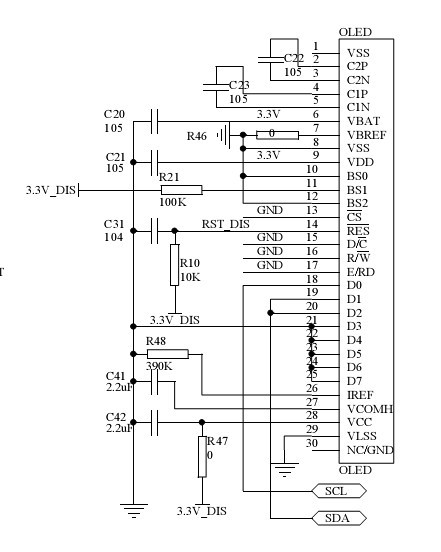 OLED
1 VSS
C22 2 C2P
105 3 C2N
C23 4 C1P
105 5 C1N
C20 3.3V 6 VBAT
105
R46 0 7 VBREF
8 VSS
C21 3.3V 9 VDD
105
10 BS0
R21 11 BS1
3.3V_DIS
100K 12 BS2
GND 13 CS
C31 RST_DIS 14 RES
104
GND 15 D/C
GND 16 R/W
R10 GND 17 E/RD
10K 18 D0
19 D1
20 D2
3.3V_DIS 21 D3
22 D4
R48 23 D5
390K 24 D6
C41 25 D7
2.2uF 26 IREF
27 VCOMH
C42 28 VCC
2.2uF
R47 29 VLSS
0 30 NC/GND
OLED
SCL
3.3V_DIS
SDA
T